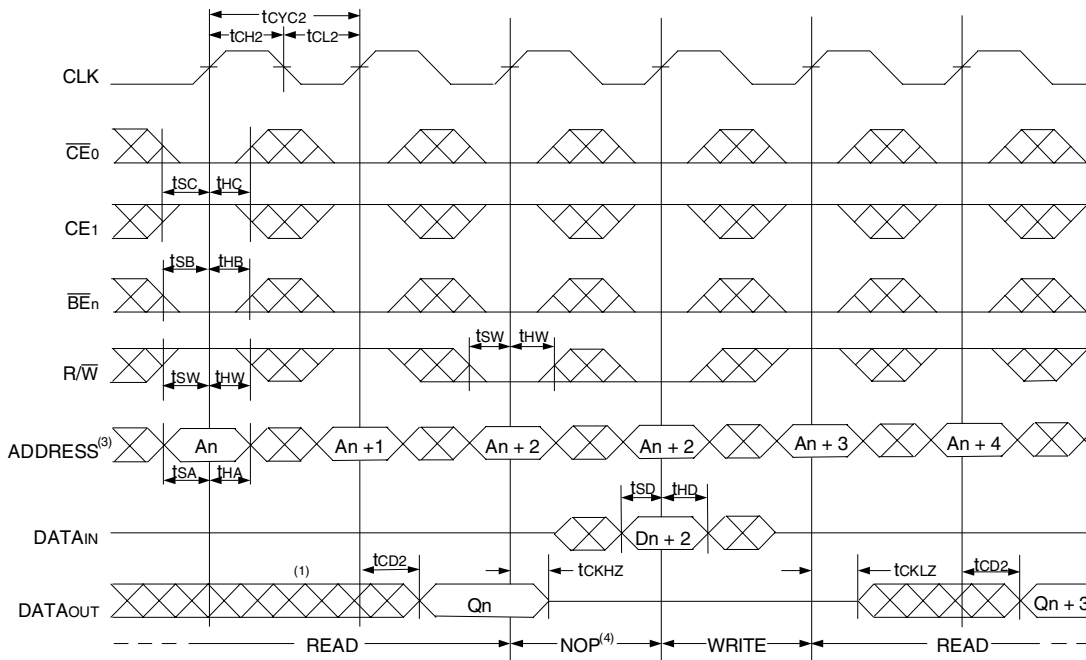 tCYC2
tCH2 tCL2
CLK
CE0
tSC tHC
CE1
tSB tHB
BEn
tSW tHW
R/W
tSW tHW
ADDRESS(3) An An +1 An + 2 An + 2 An + 3 An + 4
tSA tHA
tSD tHD
DATAIN Dn + 2
(1) tCD2 tCKHZ tCKLZ tCD2
DATAOUT Qn Qn + 3
READ NOP(4) WRITE READ